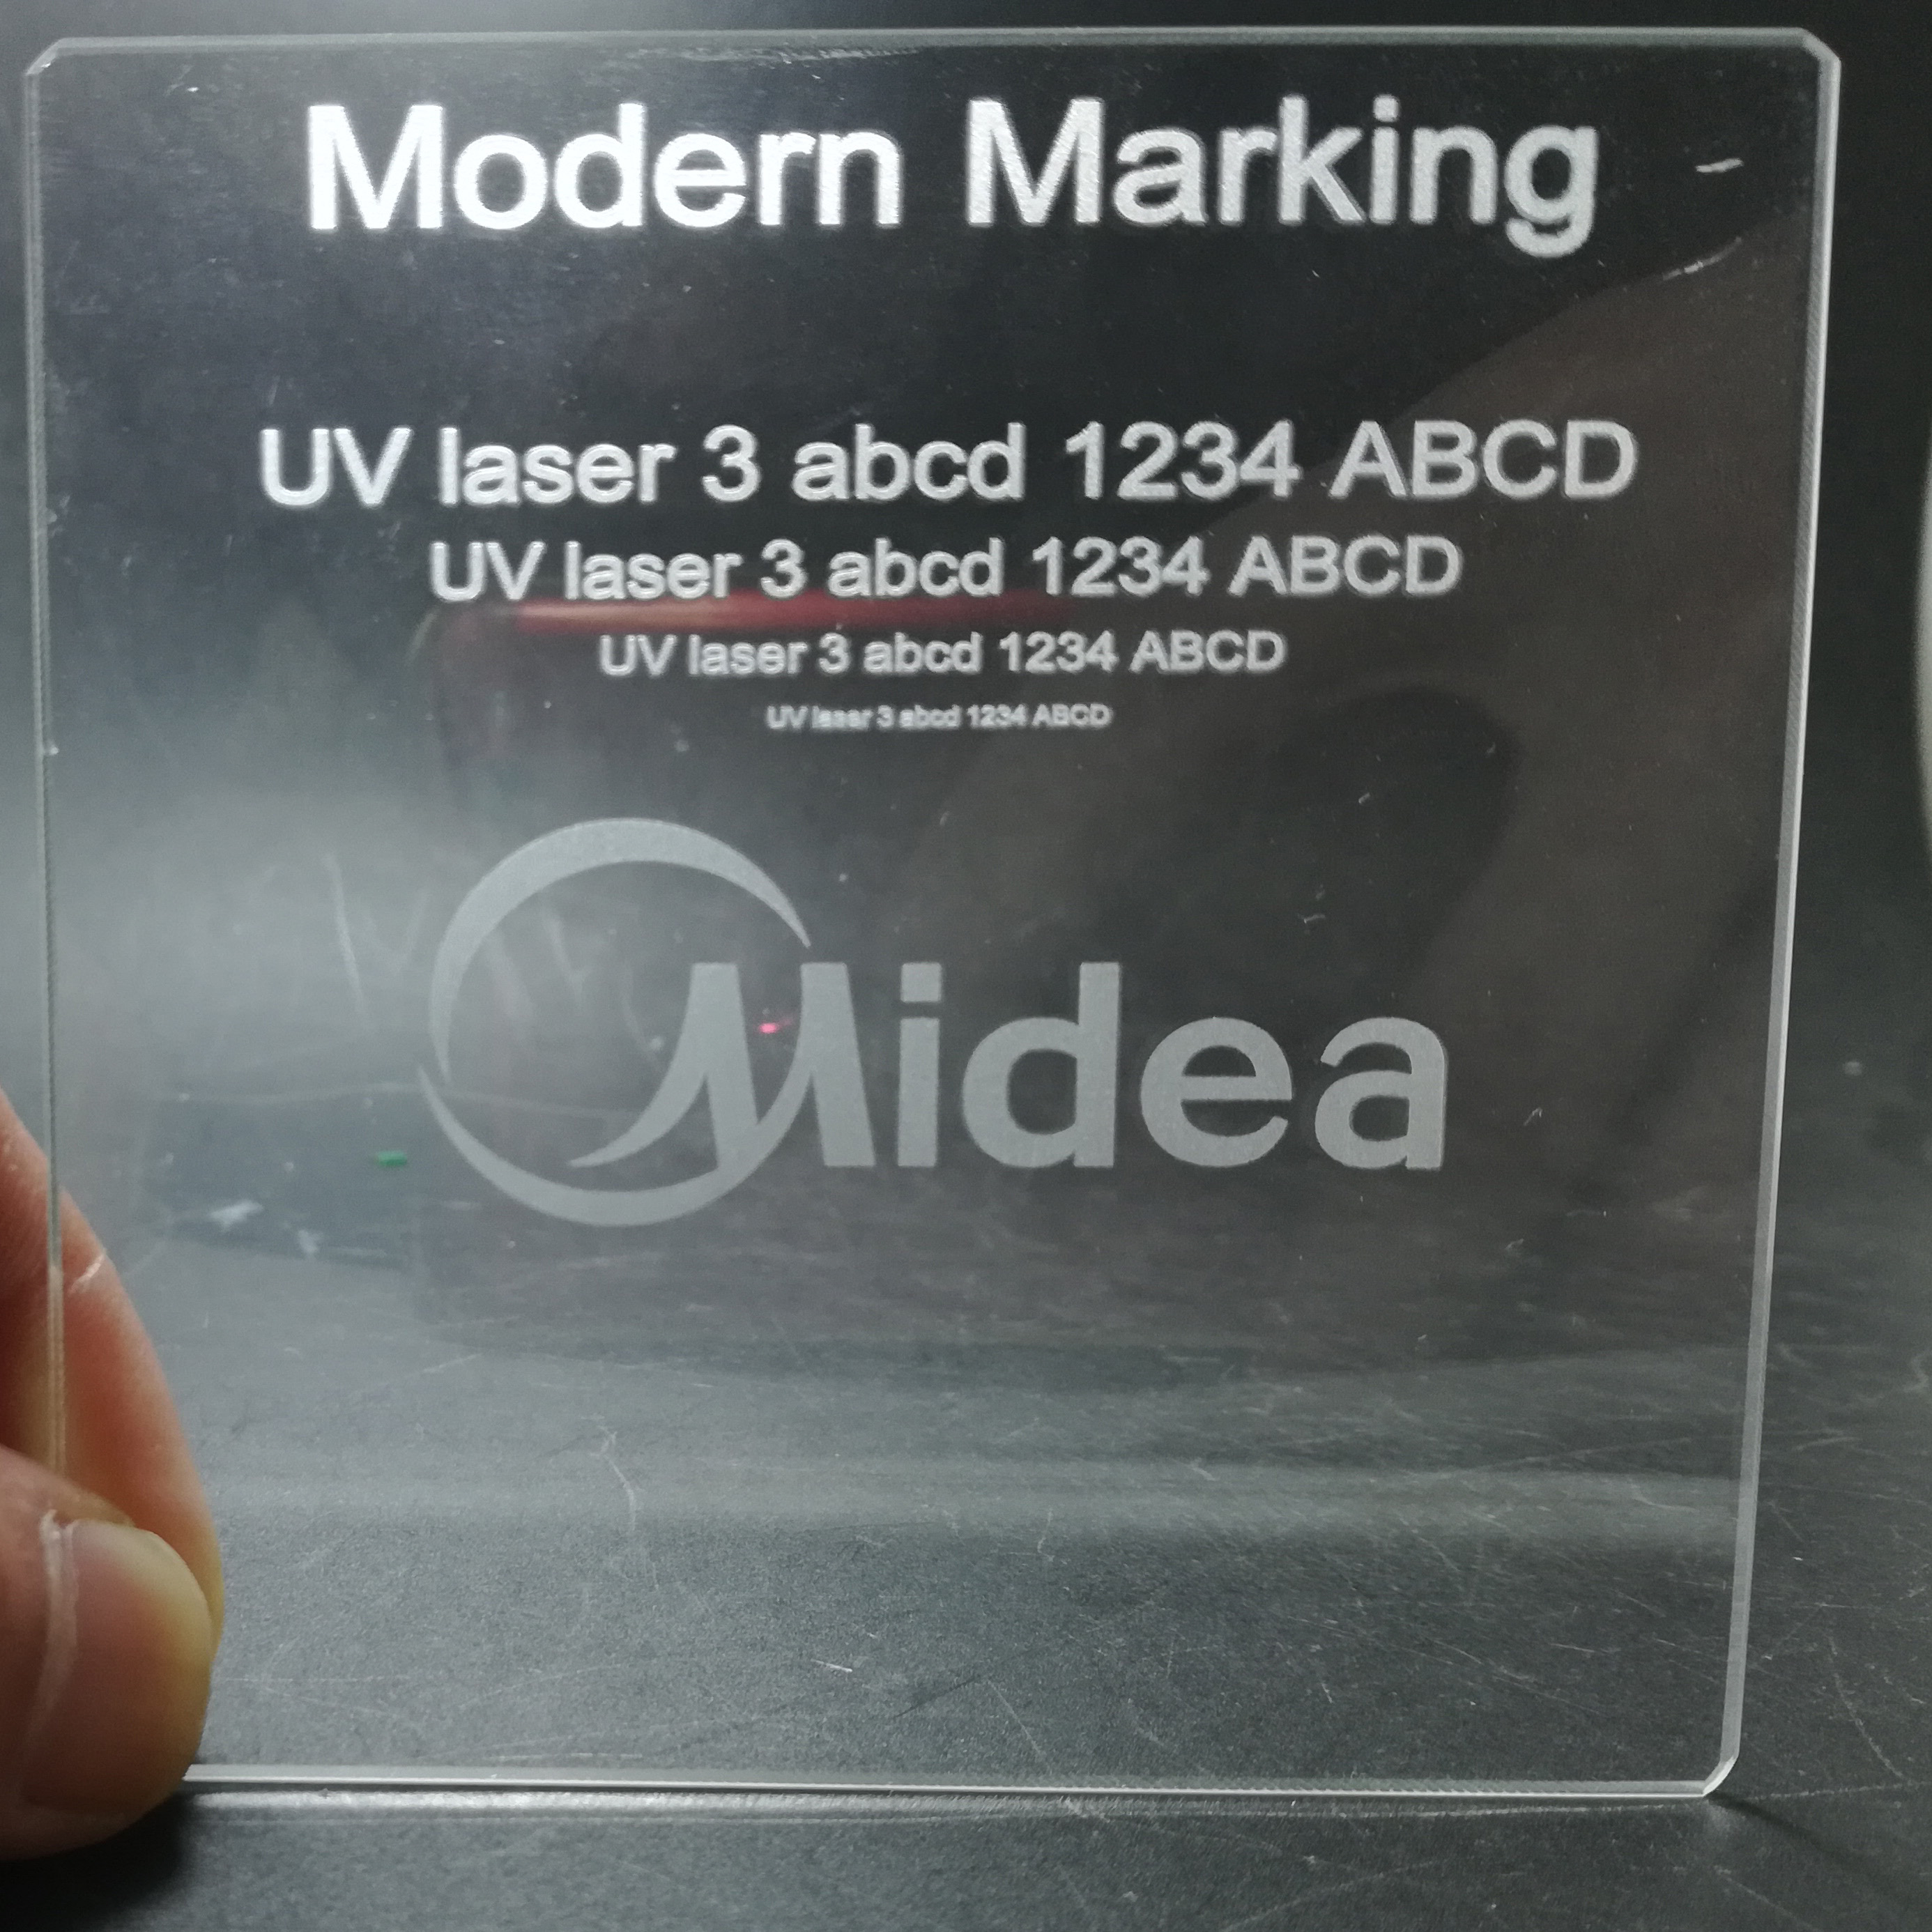 Modern Marking
UV laser 3 abcd 1234 ABCD
UV laser 3 abcd 1234 ABCD
UV laser 3 abcd 1234 ABCD
UV laser 3 abcd 1234 ABCD
Midea